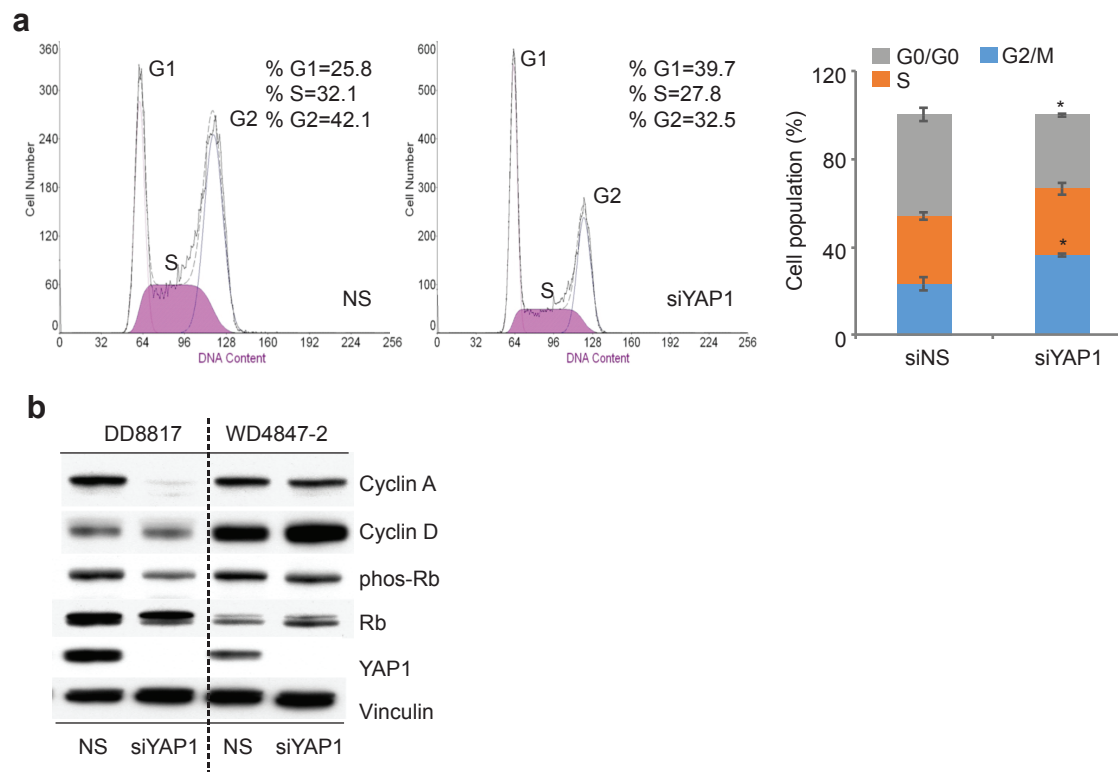 a
360
300
240
180
120
60
0
Cell Number
G1
G2
S
% G1=25.8
% S=32.1
% G2=42.1
NS
0 32 64 96 128 160 192 224 256
DNA Content
600
500
400
300
200
100
0
Cell Number
G1
G2
S
% G1=39.7
% S=27.8
% G2=32.5
siYAP1
0 32 64 96 128 160 192 224 256
DNA Content
G0/G0 G2/M
S
120
80
40
0
Cell population (%)
*
*
siNS siYAP1
b
DD8817 WD4847-2
Cyclin A
Cyclin D
phos-Rb
Rb
YAP1
Vinculin
NS siYAP1 NS siYAP1